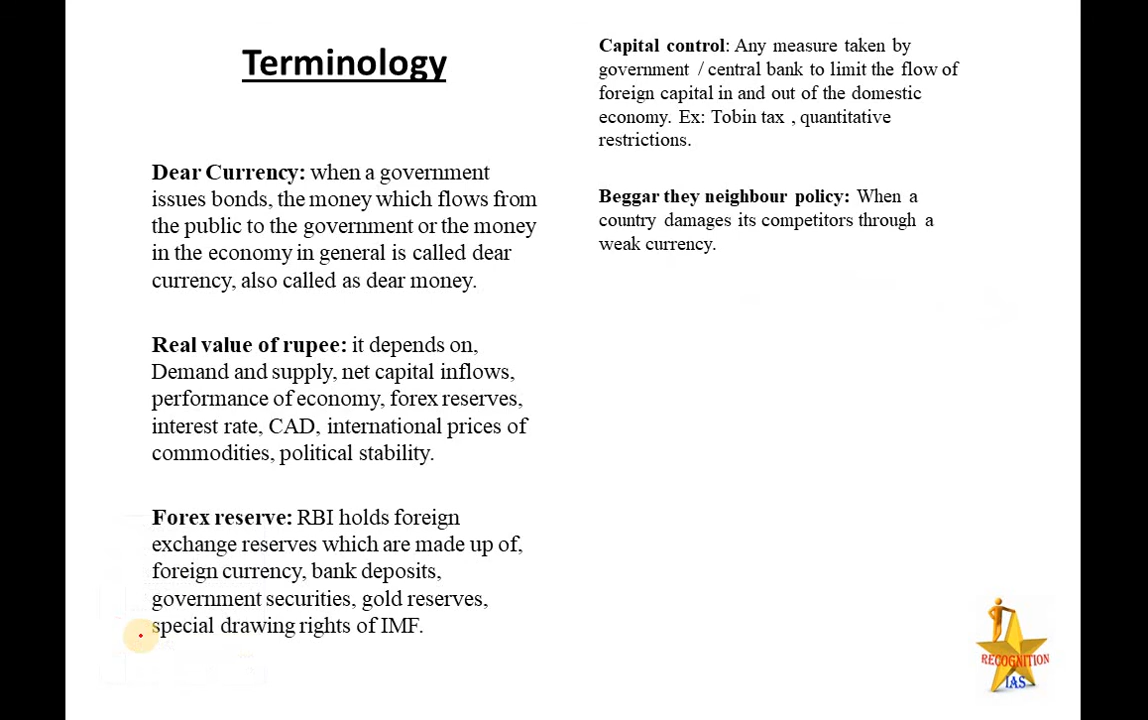 Terminology
Dear Currency: when a government
issues bonds, the money which flows from
the public to the government or the money
in the economy in general is called dear
currency, also called as dear money.
Real value of rupee: it depends on,
Demand and supply, net capital inflows,
performance of economy, forex reserves,
interest rate, CAD, international prices of
commodities, political stability.
Forex reserve: RBI holds foreign
exchange reserves which are made up of,
foreign currency, bank deposits,
government securities, gold reserves,
special drawing rights of IMF.
Capital control: Any measure taken by
government / central bank to limit the flow of
foreign capital in and out of the domestic
economy. Ex: Tobin tax , quantitative
restrictions.
Beggar they neighbour policy: When a
country damages its competitors through a
weak currency.
RECOGNITION
IAS